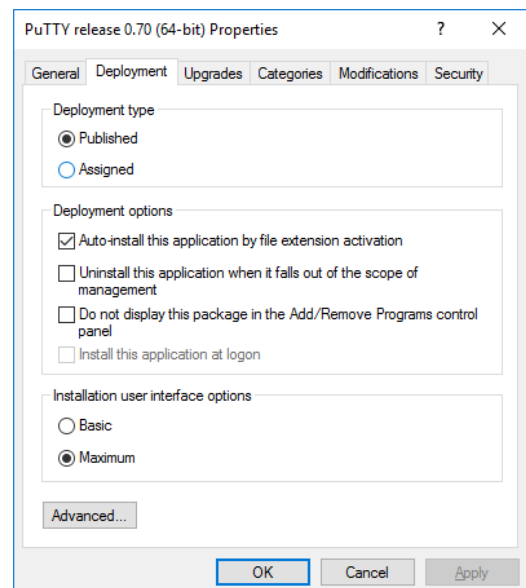 PuTTY release 0.70 (64-bit) Properties
General Deployment Upgrades Categories Modifications Security
Deployment type
Published
Assigned
Deployment options
Auto-install this application by file extension activation
Uninstall this application when it falls out of the scope of
management
Do not display this package in the Add/Remove Programs control
panel
Install this application at logon
Installation user interface options
Basic
Maximum
Advanced...
OK Cancel Apply